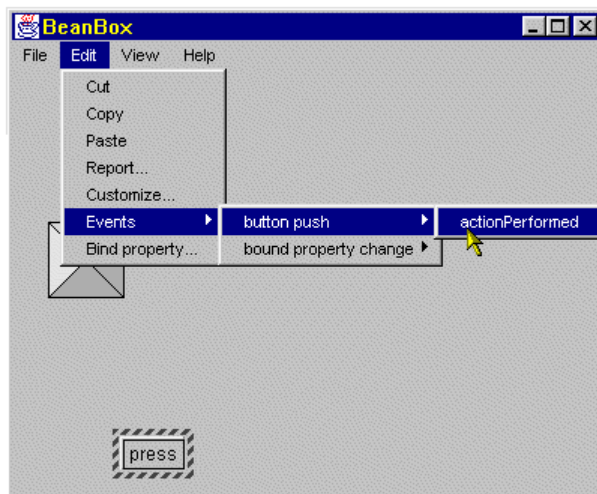 BeanBox
File Edit View Help
Cut
Copy
Paste
Report...
Customize...
Events button push actionPerformed
Bind property... bound property change
press